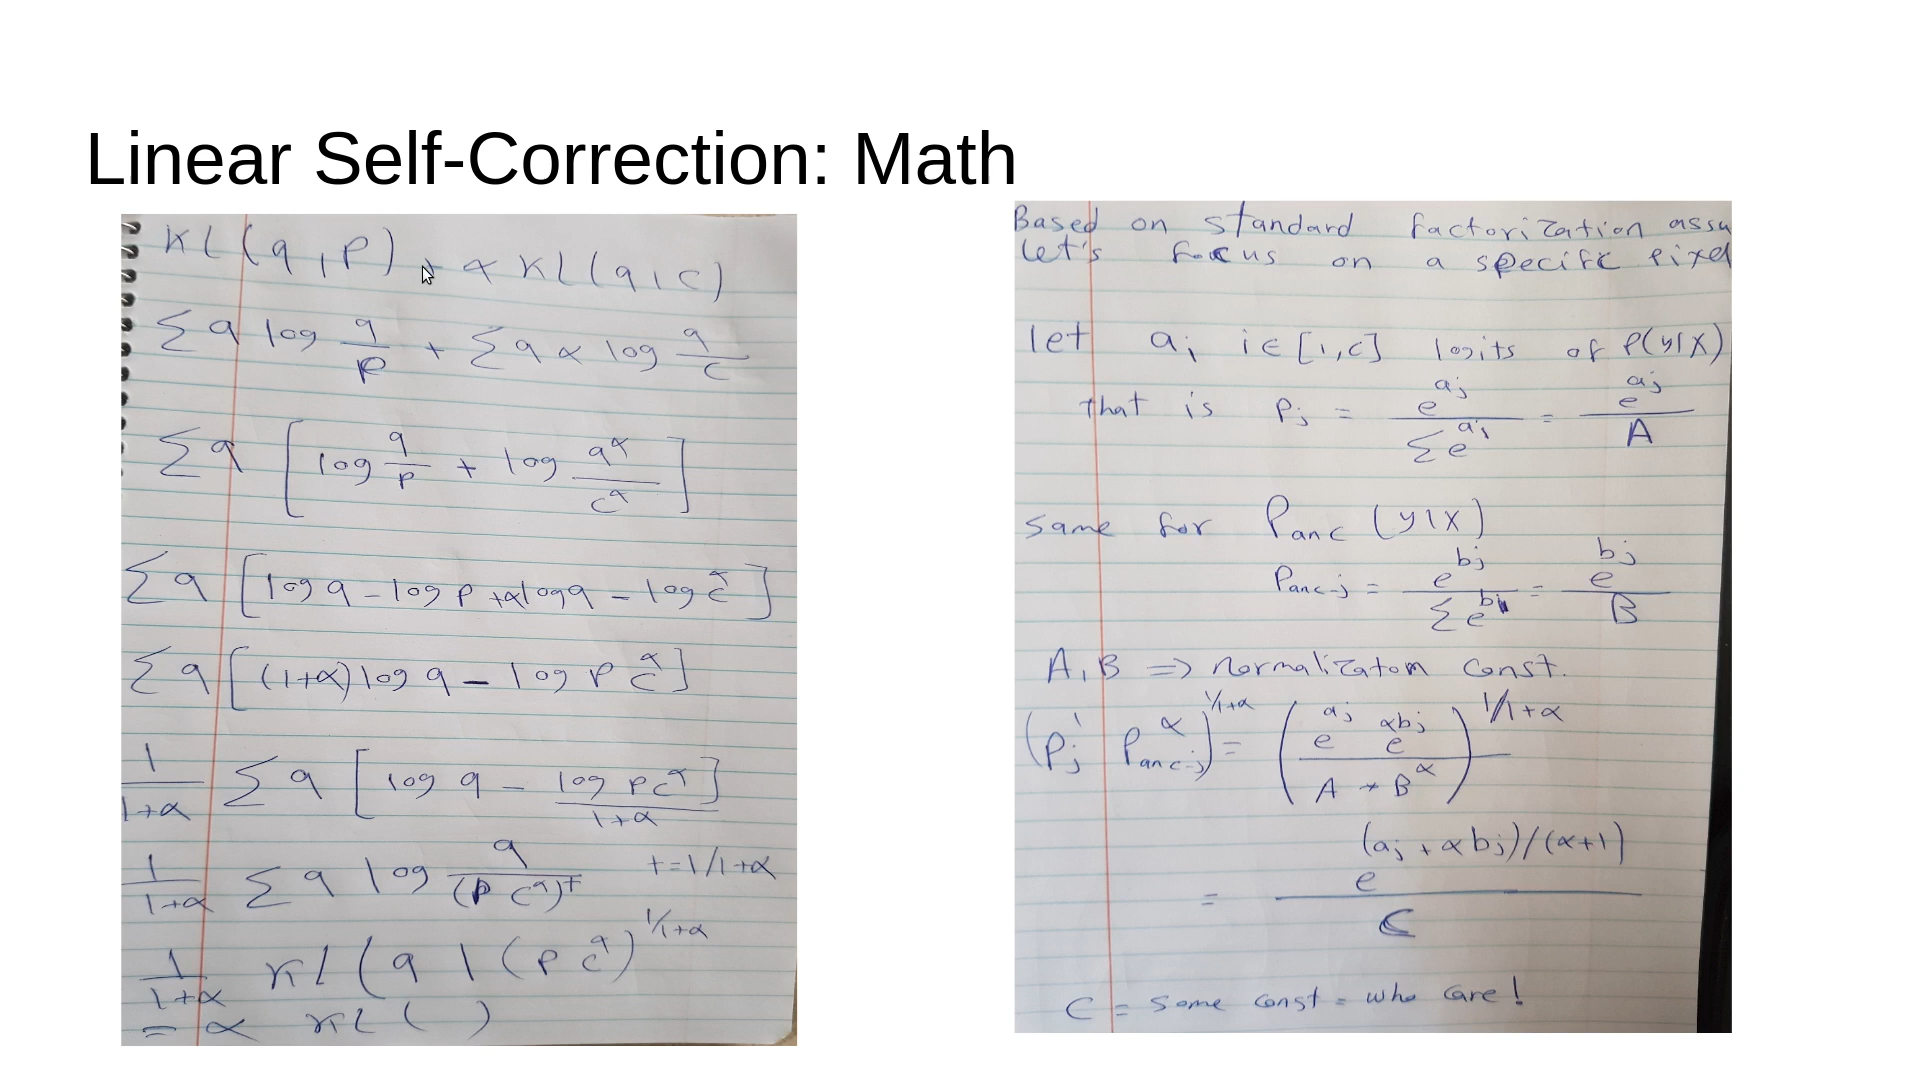 Linear Self-Correction: Math
KL(q, p) + α KL(q, c)
Σ q log q/p + Σ q α log q/c
Σ q [ log q/p + log q^α/c^α ]
Σ q [ log q - log p + α log q - log c^α ]
Σ q [ (1+α) log q - log p c^α ]
1/(1+α) Σ q [ log q - log p c^α/(1+α) ]
1/(1+α) Σ q log q/(p c^α)^t t=1/1+α
1/(1+α) KL( q | (p c^α)^1/1+α
= α KL ( )
Based on standard factorization assu
let's focus on a specific pixel
let a_i i∈[1,c] logits of P(y|X)
that is P_j = e^a_j/Σe^a_i = e^a_j/A
same for P_anc (y|X)
P_anc-j = e^b_j/Σe^b_i = e^b_j/B
A, B => normalizatom const.
(P_j^1 P_anc-j^α)^1/1+α = (e^a_j e^αb_j / A * B^α)^1/1+α
= e^(a_j + αb_j)/(α+1) / C
C = some const = who care!